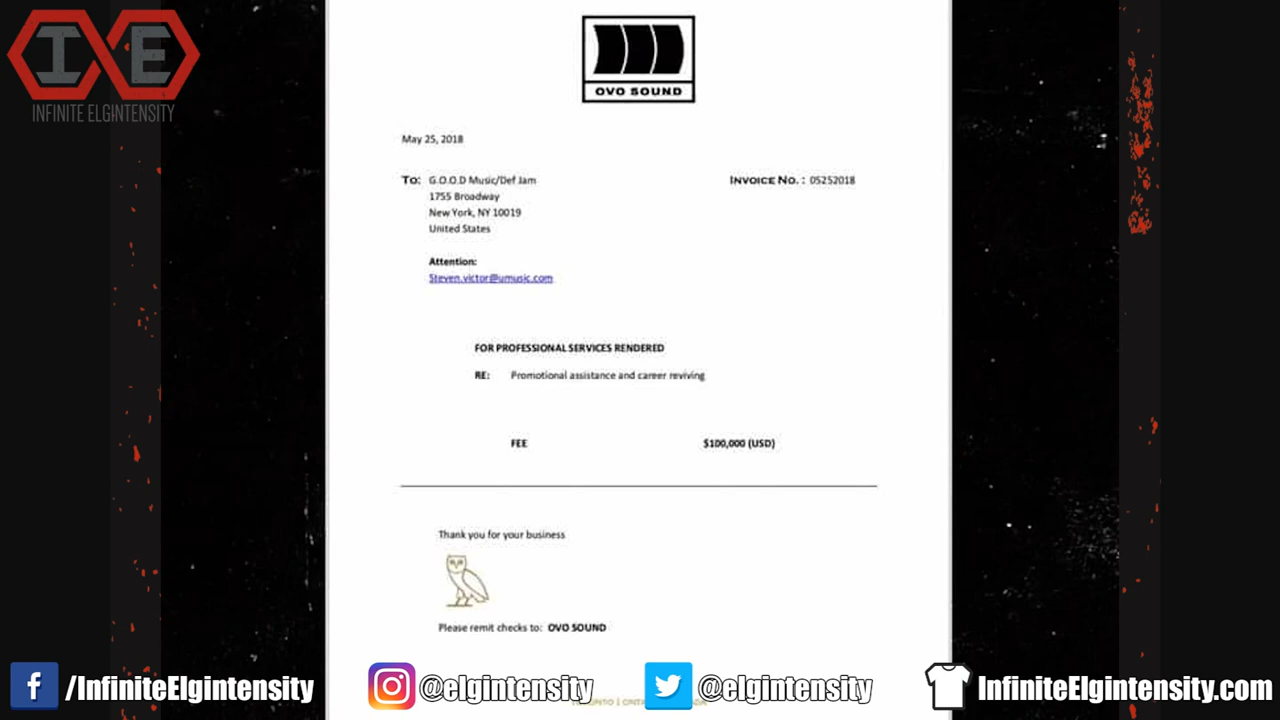 IE
INFINITE ELGINTENSITY
OVO SOUND
May 25, 2018
TO: G.O.O.D Music/Def Jam
1755 Broadway
New York, NY 10019
United States
INVOICE NO. : 05252018
Attention:
Steven.victor@umusic.com
FOR PROFESSIONAL SERVICES RENDERED
RE: Promotional assistance and career reviving
FEE $100,000 (USD)
Thank you for your business
Please remit checks to: OVO SOUND
/InfiniteElgintensity
@elgintensity
@elgintensity
InfiniteElgintensity.com